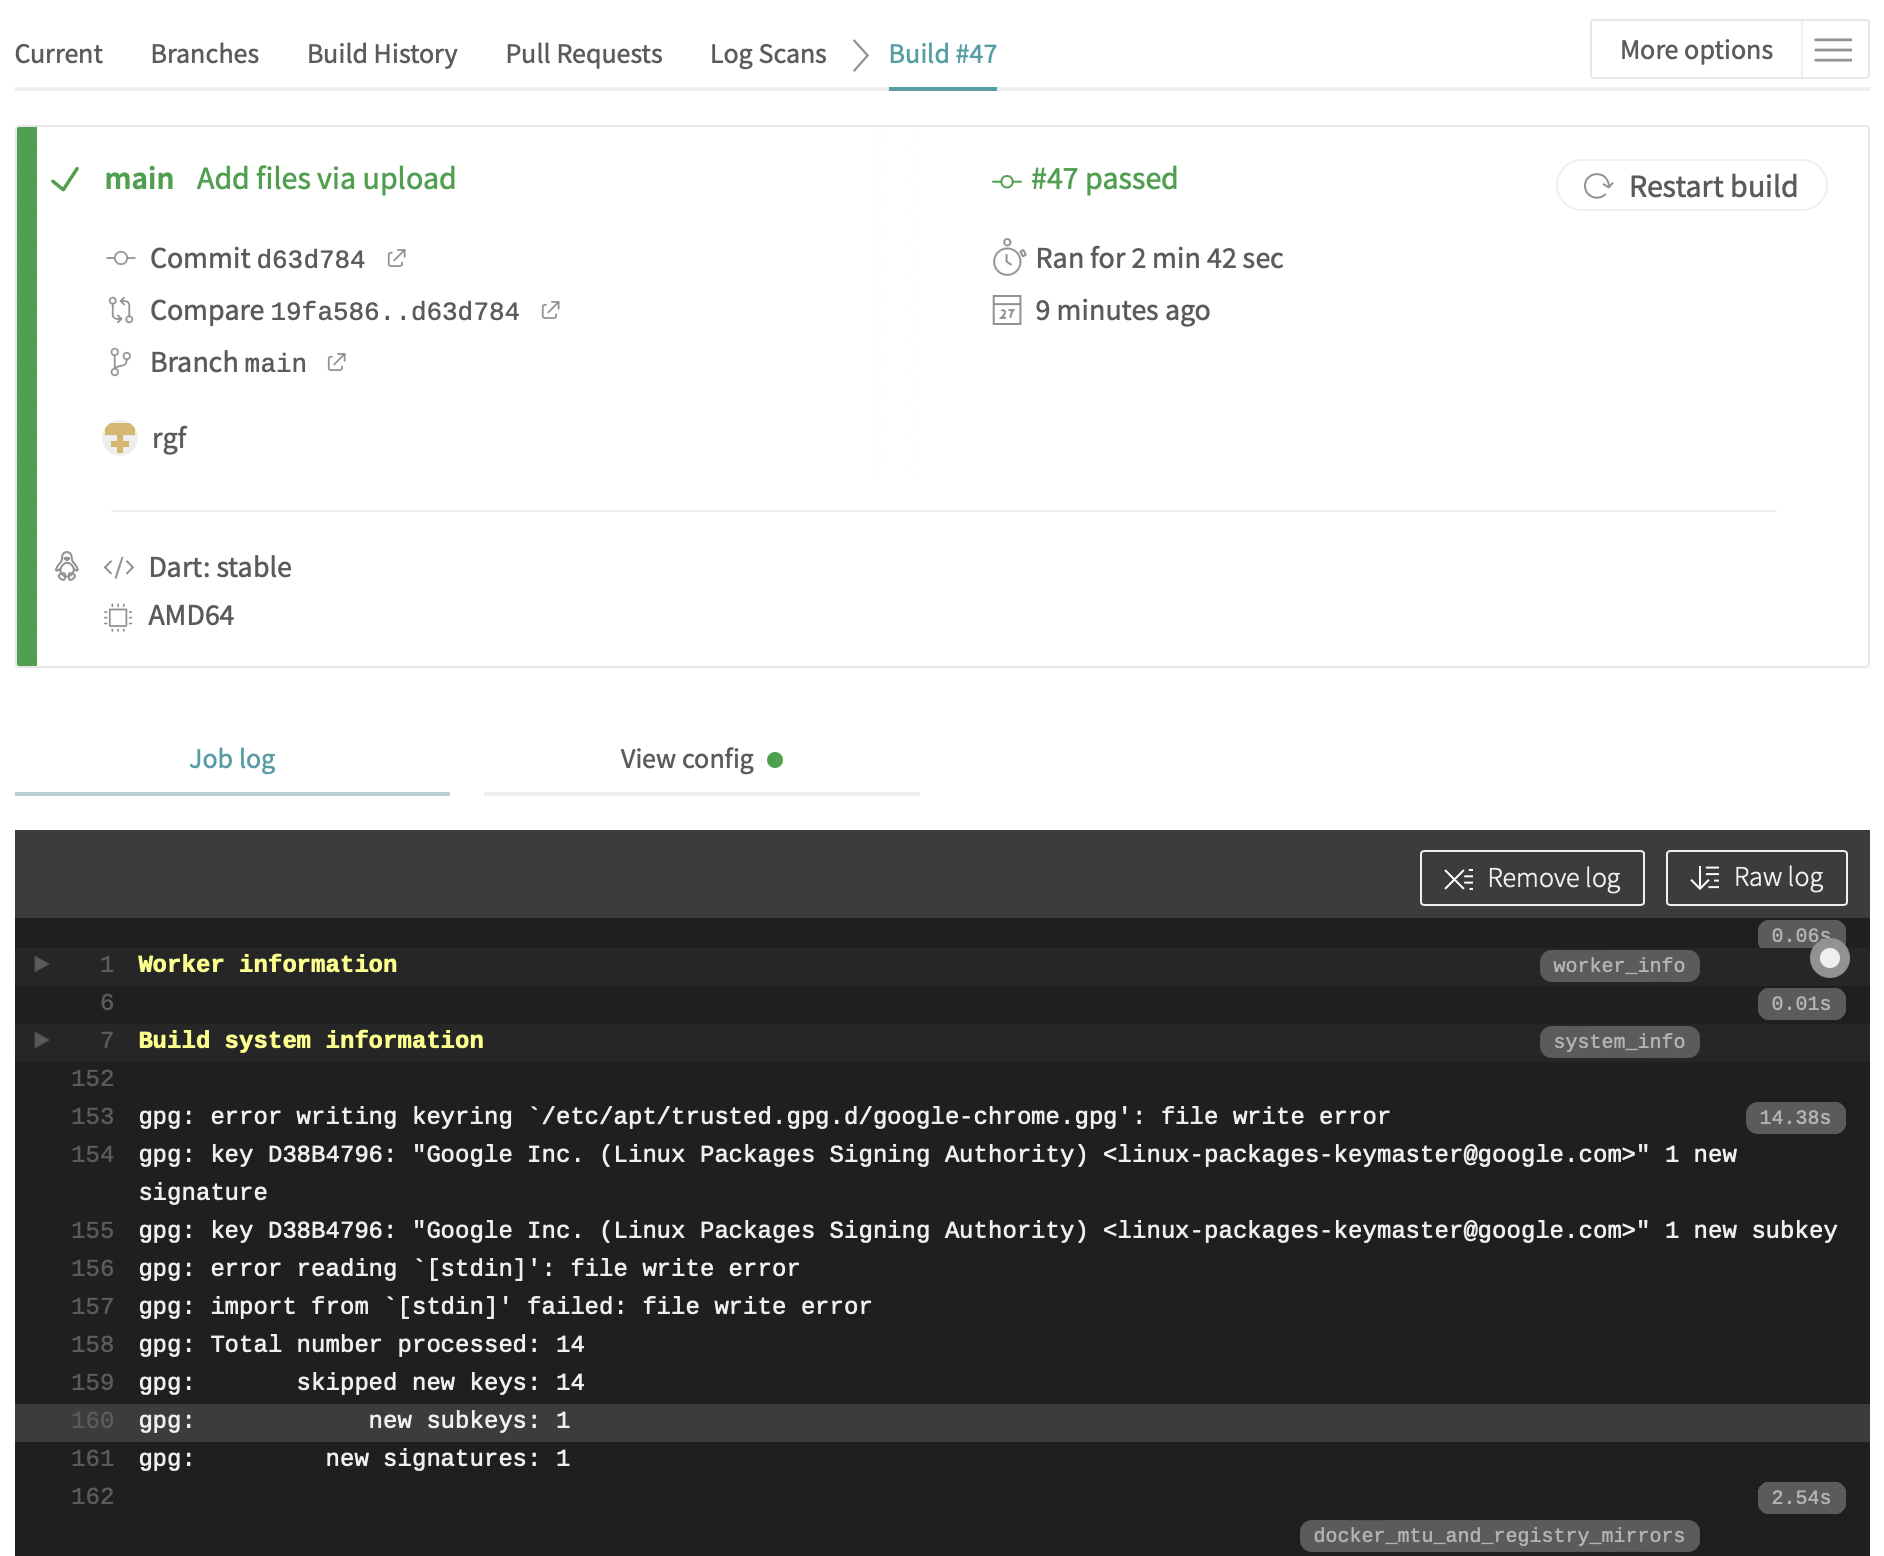 Current Branches Build History Pull Requests Log Scans Build #47 More options
main Add files via upload #47 passed Restart build
Commit d63d784 Ran for 2 min 42 sec
Compare 19fa586..d63d784 27 9 minutes ago
Branch main
rgf
</> Dart: stable
AMD64
Job log View config
Remove log Raw log
0.06s
1 Worker information worker_info
6 0.01s
7 Build system information system_info
152
153 gpg: error writing keyring `/etc/apt/trusted.gpg.d/google-chrome.gpg': file write error 14.38s
154 gpg: key D38B4796: "Google Inc. (Linux Packages Signing Authority) <linux-packages-keymaster@google.com>" 1 new
signature
155 gpg: key D38B4796: "Google Inc. (Linux Packages Signing Authority) <linux-packages-keymaster@google.com>" 1 new subkey
156 gpg: error reading `[stdin]': file write error
157 gpg: import from `[stdin]' failed: file write error
158 gpg: Total number processed: 14
159 gpg:       skipped new keys: 14
160 gpg:            new subkeys: 1
161 gpg:         new signatures: 1
162 2.54s
docker_mtu_and_registry_mirrors